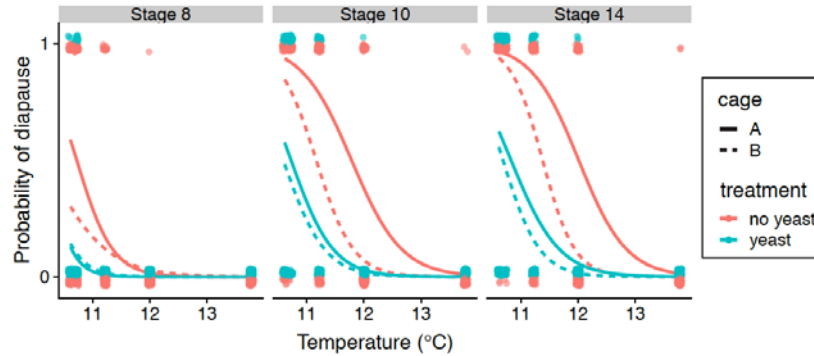 Stage 8
Stage 10
Stage 14
Probability of diapause
1
0
11 12 13
11 12 13
11 12 13
Temperature (°C)
cage
A
B
treatment
no yeast
yeast